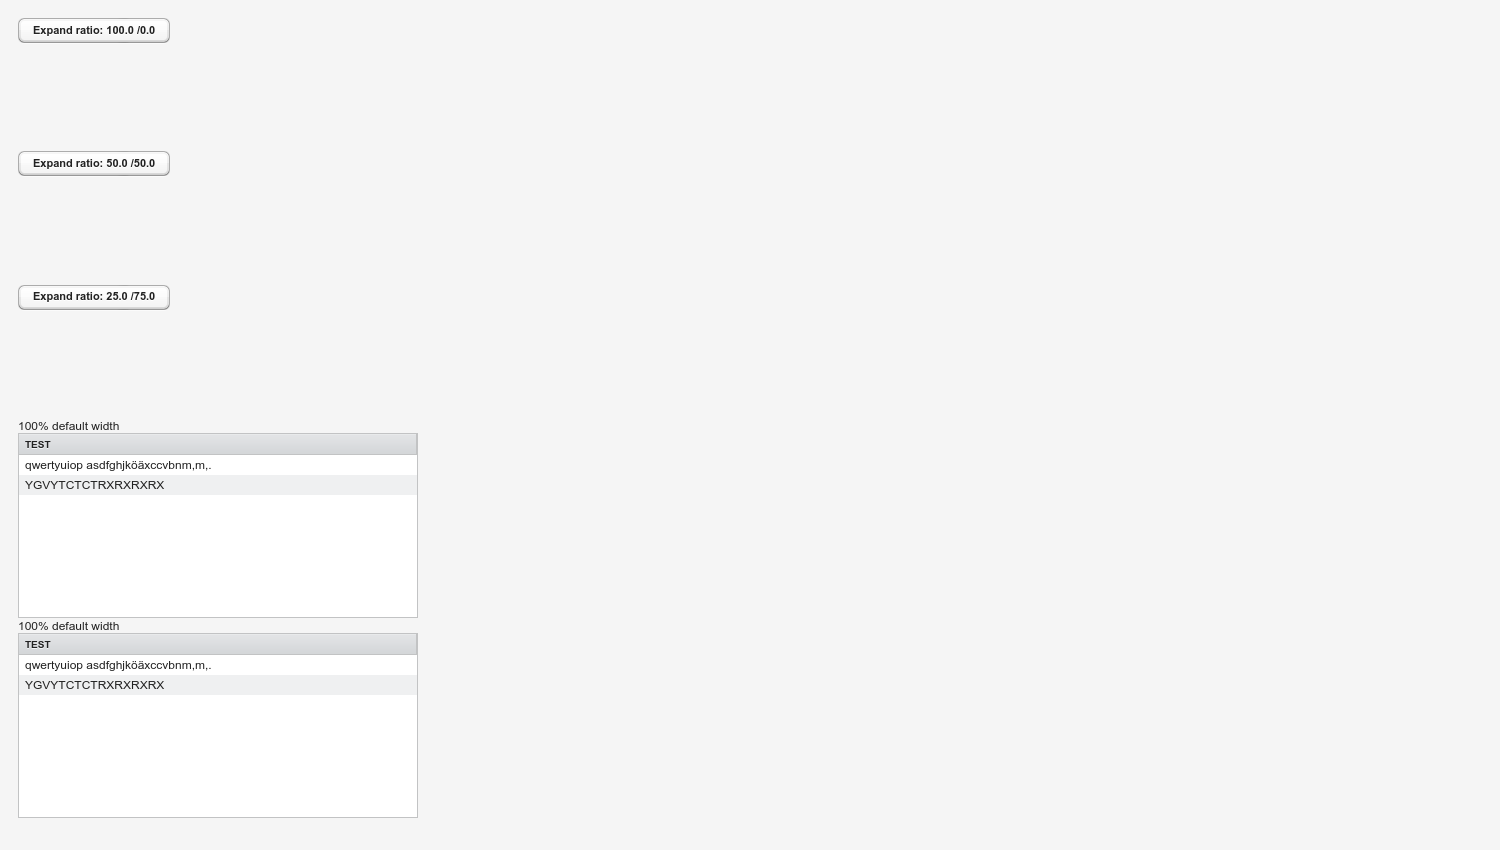 Expand ratio: 100.0 /0.0
Expand ratio: 50.0 /50.0
Expand ratio: 25.0 /75.0
100% default width
TEST
qwertyuiop asdfghjköäxccvbnm,m,.
YGVYTCTCTRXRXRXRX
100% default width
TEST
qwertyuiop asdfghjköäxccvbnm,m,.
YGVYTCTCTRXRXRXRX